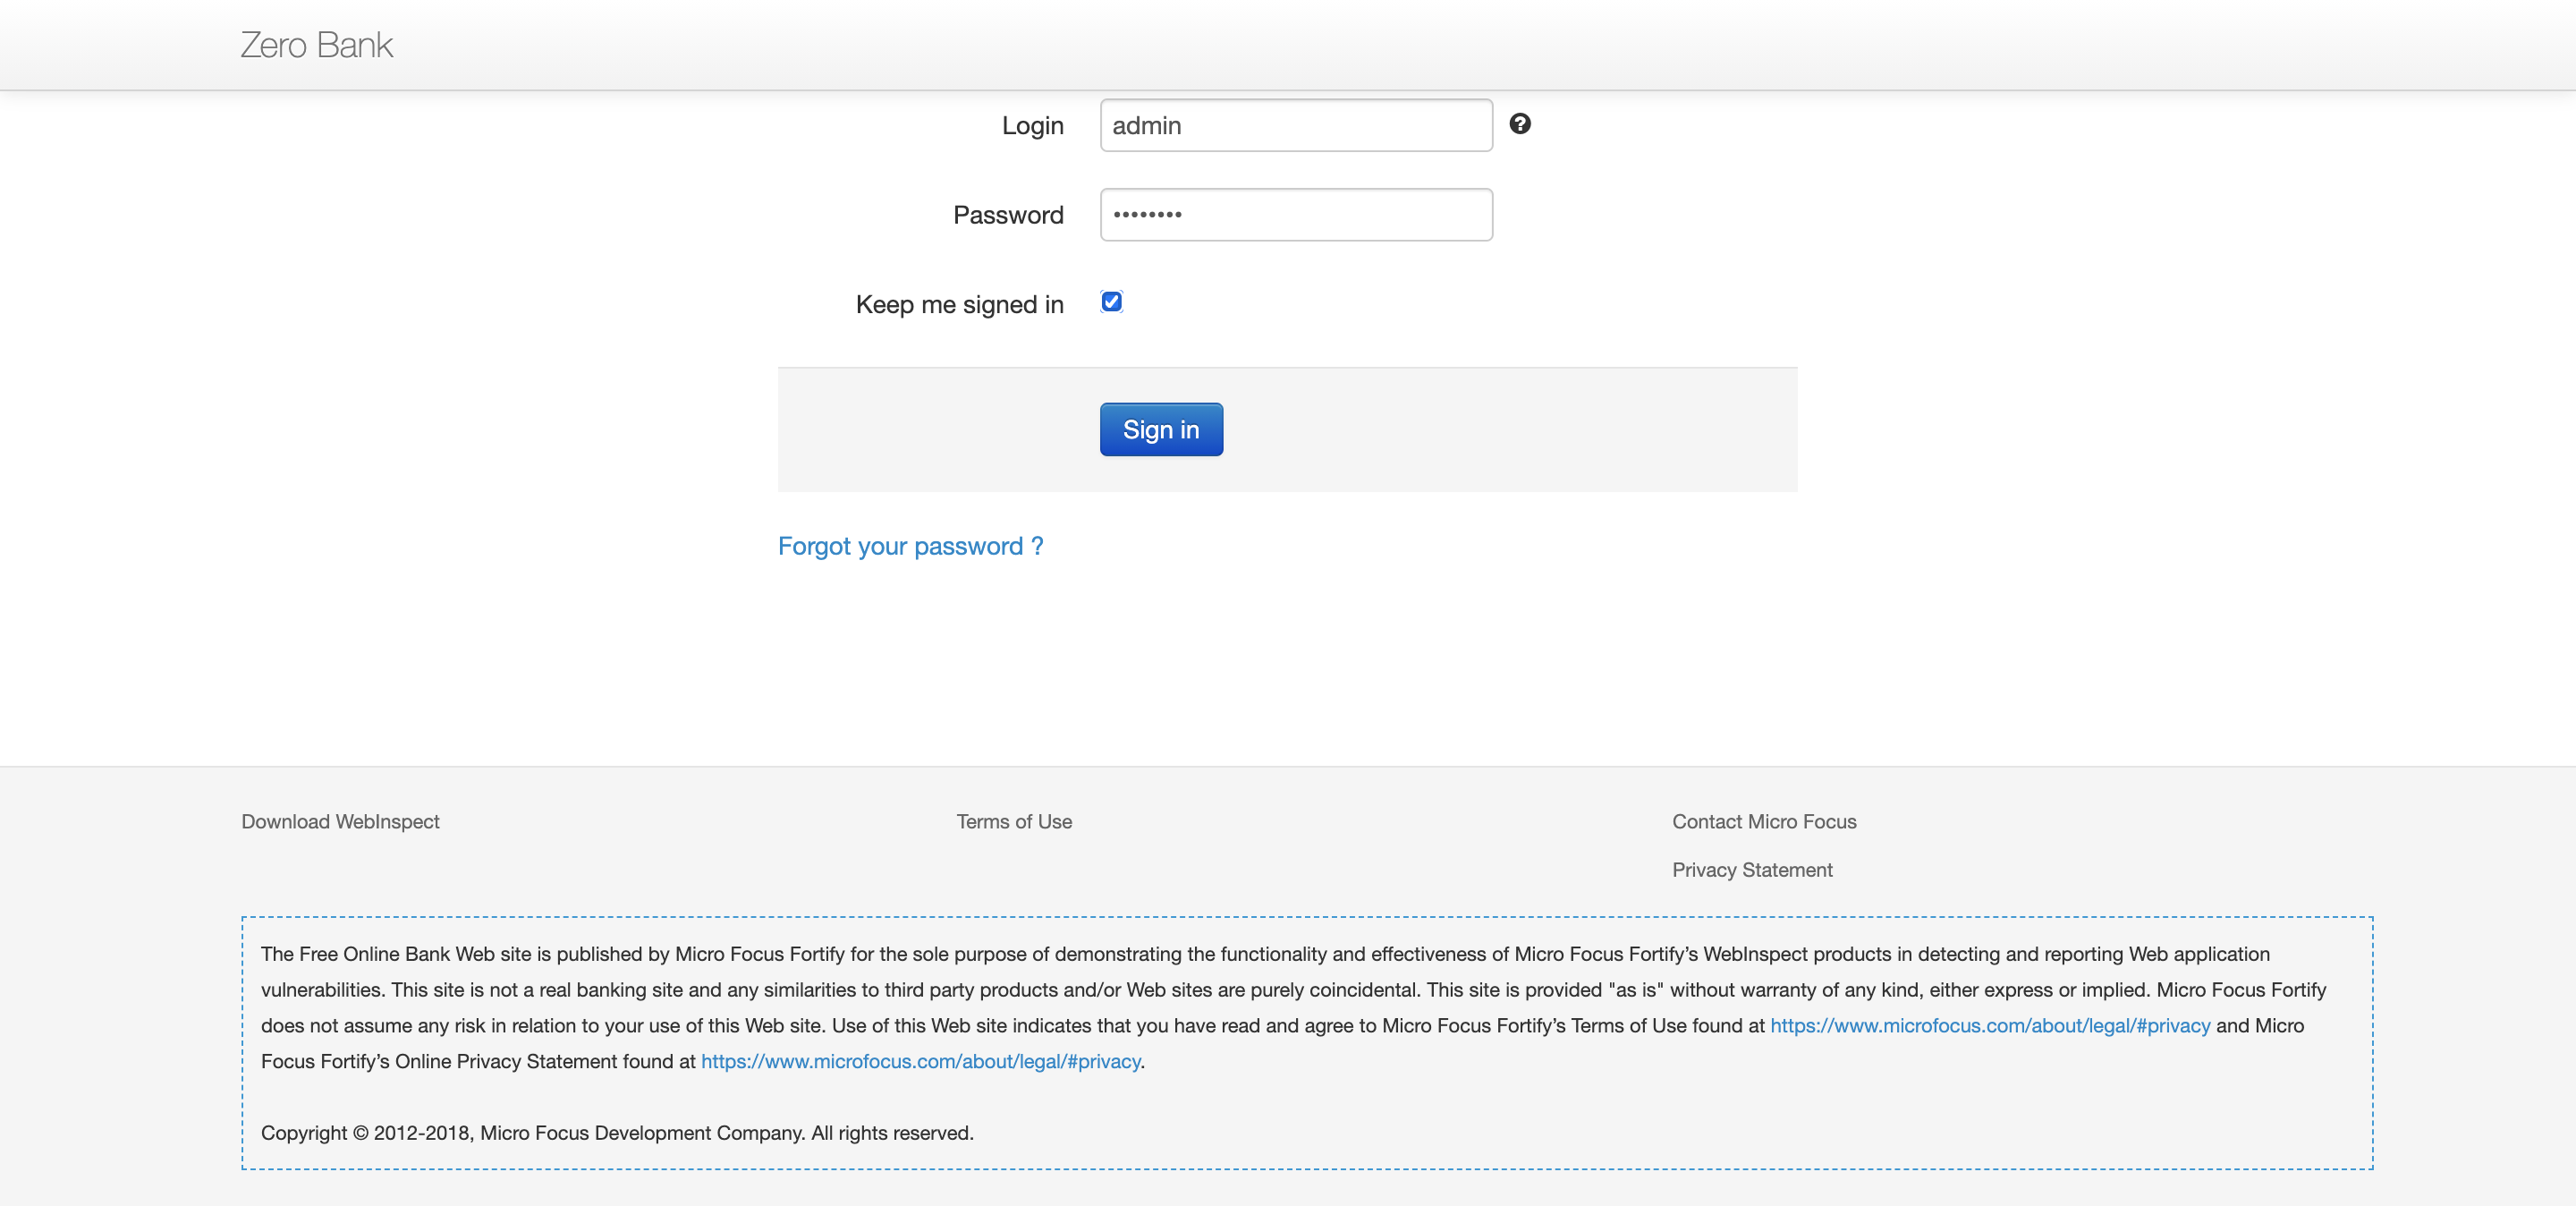 Zero Bank
Login
admin
Password
Keep me signed in
Sign in
Forgot your password ?
Download WebInspect
Terms of Use
Contact Micro Focus
Privacy Statement
The Free Online Bank Web site is published by Micro Focus Fortify for the sole purpose of demonstrating the functionality and effectiveness of Micro Focus Fortify’s WebInspect products in detecting and reporting Web application
vulnerabilities. This site is not a real banking site and any similarities to third party products and/or Web sites are purely coincidental. This site is provided "as is" without warranty of any kind, either express or implied. Micro Focus Fortify
does not assume any risk in relation to your use of this Web site. Use of this Web site indicates that you have read and agree to Micro Focus Fortify’s Terms of Use found at https://www.microfocus.com/about/legal/#privacy and Micro
Focus Fortify’s Online Privacy Statement found at https://www.microfocus.com/about/legal/#privacy.
Copyright © 2012-2018, Micro Focus Development Company. All rights reserved.